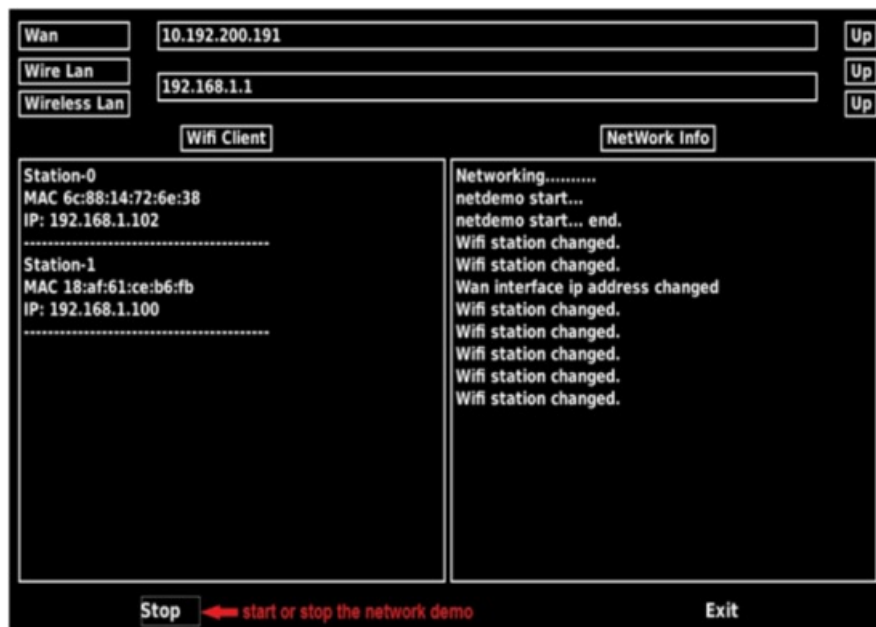 Wan
10.192.200.191
Up
Wire Lan
Up
192.168.1.1
Wireless Lan
Up
Wifi Client
NetWork Info
Station-0
MAC 6c:88:14:72:6e:38
IP: 192.168.1.102
-----------------------------------------
Station-1
MAC 18:af:61:ce:b6:fb
IP: 192.168.1.100
-----------------------------------------
Networking..........
netdemo start...
netdemo start... end.
Wifi station changed.
Wifi station changed.
Wan interface ip address changed
Wifi station changed.
Wifi station changed.
Wifi station changed.
Wifi station changed.
Wifi station changed.
Stop
start or stop the network demo
Exit